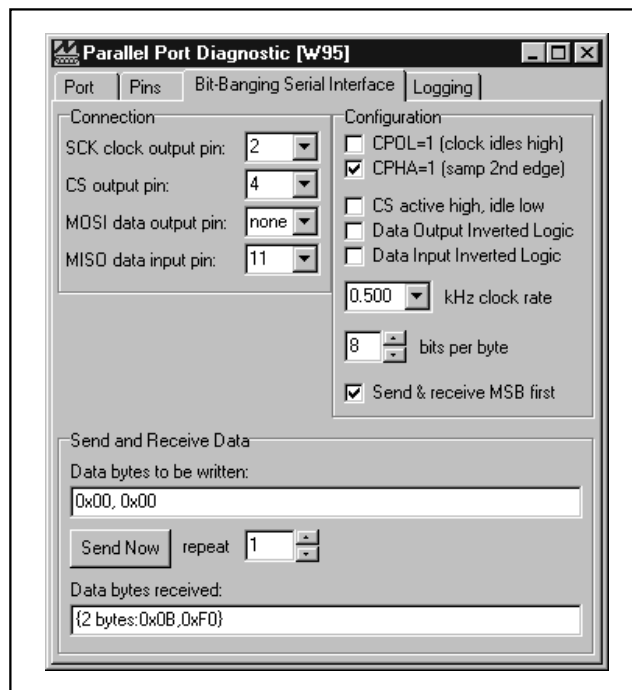 Parallel Port Diagnostic [W95]
Port Pins Bit-Banging Serial Interface Logging
Connection
SCK clock output pin: 2
CS output pin: 4
MOSI data output pin: none
MISO data input pin: 11
Configuration
CPOL=1 (clock idles high)
CPHA=1 (samp 2nd edge)
CS active high, idle low
Data Output Inverted Logic
Data Input Inverted Logic
0.500 kHz clock rate
8 bits per byte
Send & receive MSB first
Send and Receive Data
Data bytes to be written:
0x00, 0x00
Send Now repeat 1
Data bytes received:
{2 bytes:0x0B,0xF0}